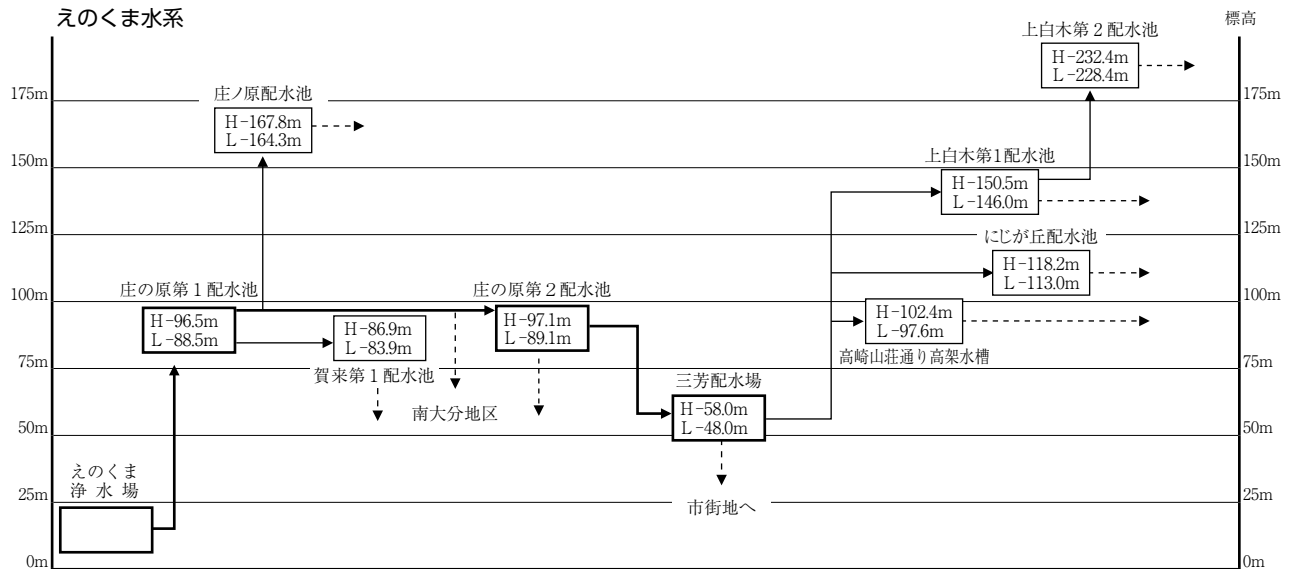 えのくま水系
標高
上白木第2配水池
H-232.4m
L-228.4m
175m
175m
庄ノ原配水池
H-167.8m
L-164.3m
150m
150m
上白木第1配水池
H-150.5m
L-146.0m
125m
125m
にじが丘配水池
H-118.2m
L-113.0m
100m
100m
庄の原第1配水池
H-96.5m
L-88.5m
庄の原第2配水池
H-97.1m
L-89.1m
H-86.9m
L-83.9m
賀来第1配水池
H-102.4m
L-97.6m
高崎山荘通り高架水槽
75m
75m
南大分地区
三芳配水場
H-58.0m
L-48.0m
50m
50m
えのくま
浄水場
25m
25m
市街地へ
0m
0m